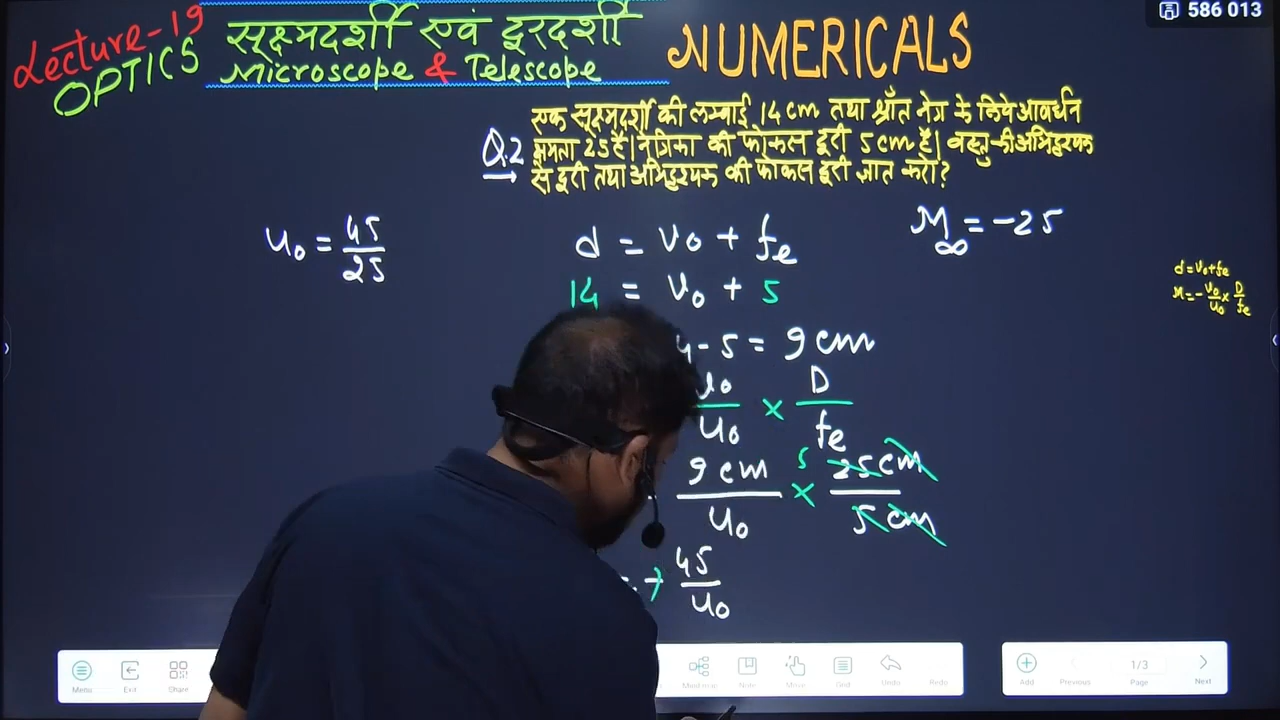 Lecture-19
OPTICS
सूक्ष्मदर्शी एवं दूरदर्शी
Microscope & Telescope
NUMERICALS
586 013
Q.2
एक सूक्ष्मदर्शी की लम्बाई 14 cm तथा श्राँत नेत्र के लिये आवर्धन
क्षमता 25 है। नेत्रिका की फोकस दूरी 5 cm है। वस्तु की अभिदृश्यक
से दूरी तथा अभिदृश्यक की फोकस दूरी ज्ञात करो?
u₀ = 45/25
d = v₀ + fₑ
M∞ = -25
14 = v₀ + 5
d = v₀ + fₑ
M = - v₀/u₀ × D/fₑ
4 - 5 = 9 cm
u₀ × D/fₑ
9 cm/u₀ × 5 25 cm/5 cm
45/u₀
Menu
Exit
Share
Mind map
Note
Move
Grid
Undo
Redo
Add
Previous
1/3
Page
Next